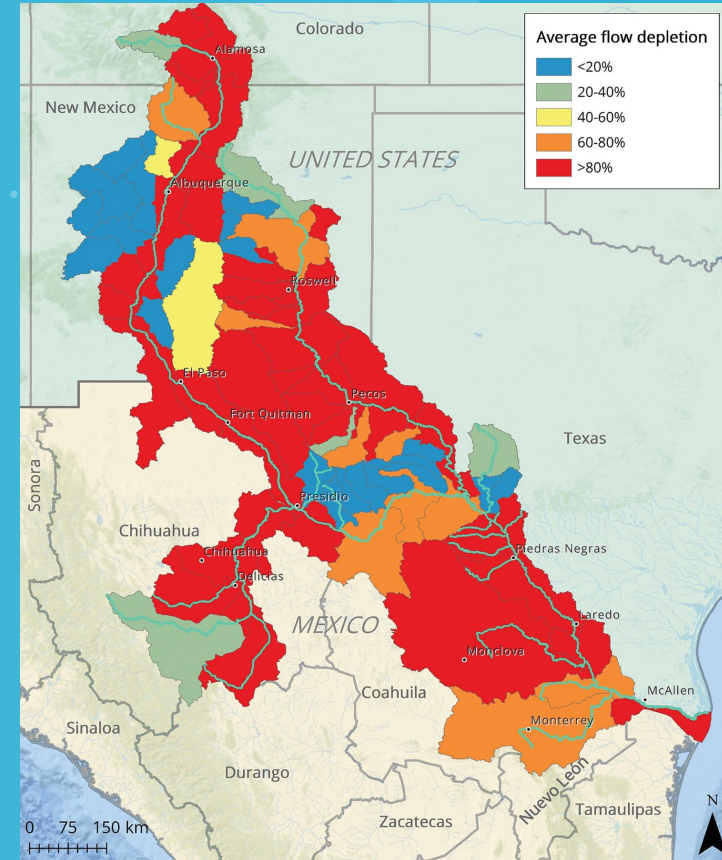 Average flow depletion
<20%
20-40%
40-60%
60-80%
>80%
Colorado
Alamosa
New Mexico
UNITED STATES
Albuquerque
Roswell
El Paso
Pecos
Fort Quitman
Texas
Sonora
Presidio
Chihuahua
Chihuahua
Piedras Negras
Delicias
MEXICO
Laredo
Monclova
Coahuila
McAllen
Sinaloa
Monterrey
Durango
Nuevo León
Tamaulipas
Zacatecas
N
0 75 150 km